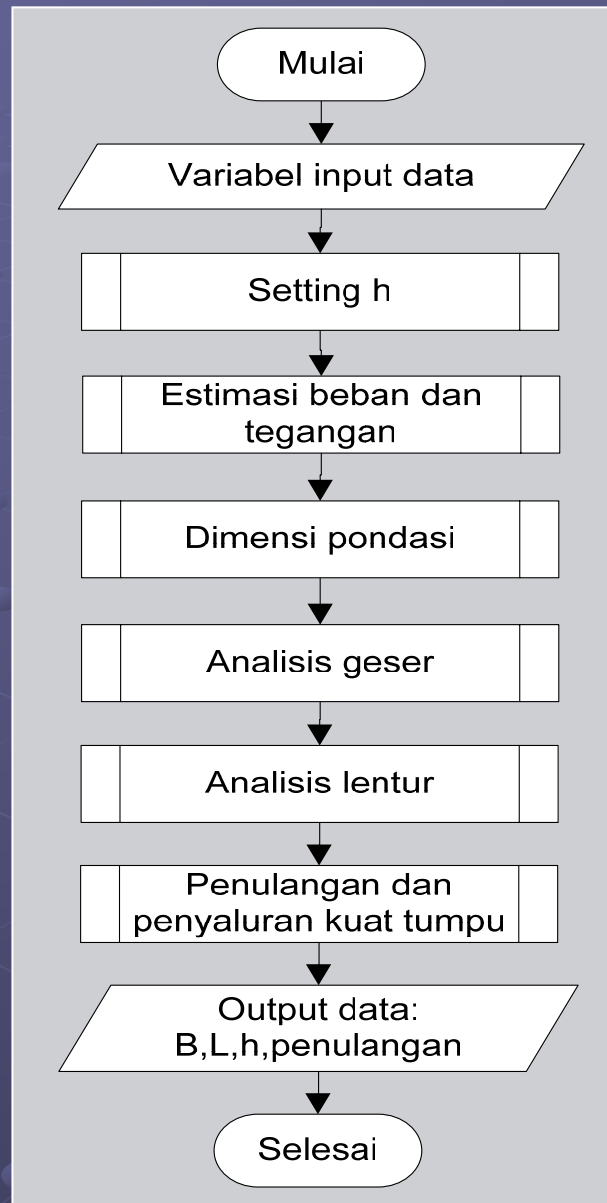 Mulai
Variabel input data
Setting h
Estimasi beban dan
tegangan
Dimensi pondasi
Analisis geser
Analisis lentur
Penulangan dan
penyaluran kuat tumpu
Output data:
B,L,h,penulangan
Selesai